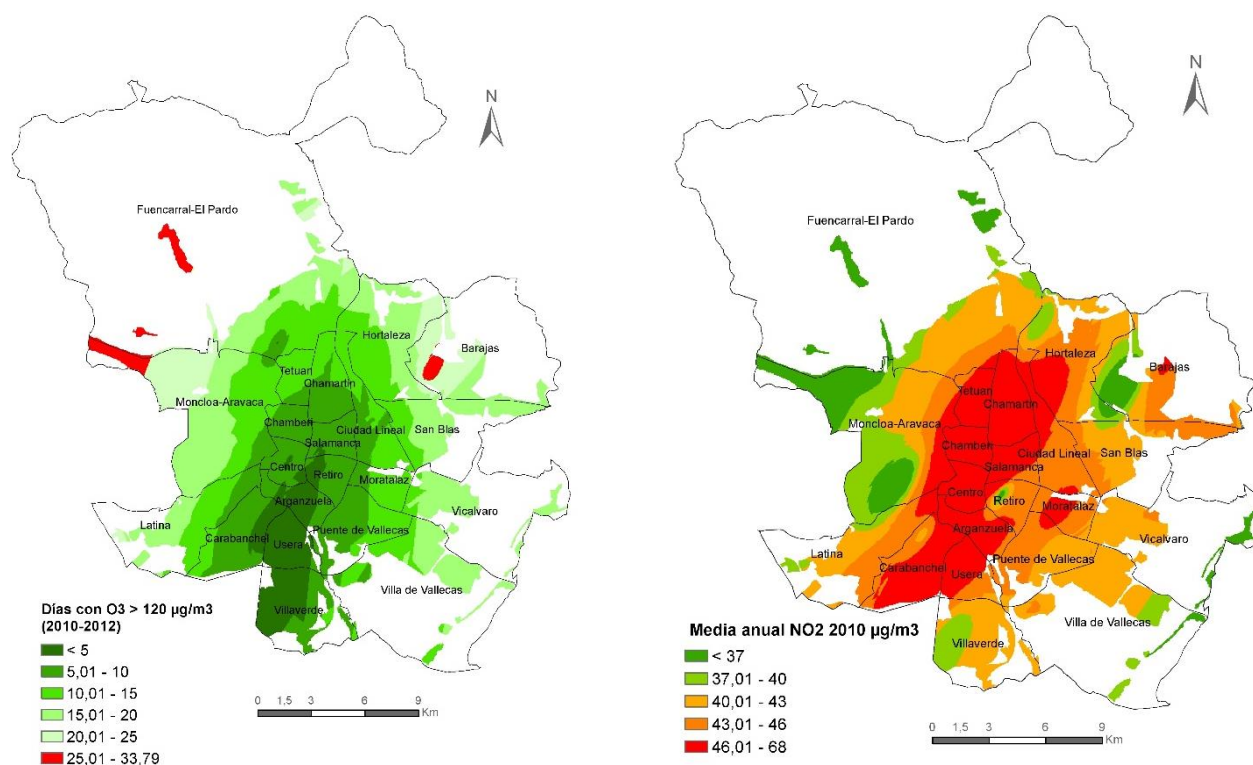 N
Fuencarral-El Pardo
Hortaleza
Barajas
Tetuan
Chamartín
Moncloa-Aravaca
Chamberí
Ciudad Lineal
San Blas
Salamanca
Centro
Retiro
Moratalaz
Arganzuela
Latina
Vicalvaro
Carabanchel
Usera
Puente de Vallecas
Villa de Vallecas
Villaverde
Días con O3 > 120 µg/m3
(2010-2012)
< 5
5,01 - 10
10,01 - 15
15,01 - 20
20,01 - 25
25,01 - 33,79
0 1,5 3 6 9
Km
N
Fuencarral-El Pardo
Hortaleza
Barajas
Tetuan
Chamartín
Moncloa-Aravaca
Chamberí
Ciudad Lineal
San Blas
Salamanca
Centro
Retiro
Moratalaz
Arganzuela
Latina
Vicalvaro
Carabanchel
Usera
Puente de Vallecas
Villa de Vallecas
Villaverde
Media anual NO2 2010 µg/m3
< 37
37,01 - 40
40,01 - 43
43,01 - 46
46,01 - 68
0 1,5 3 6 9
Km